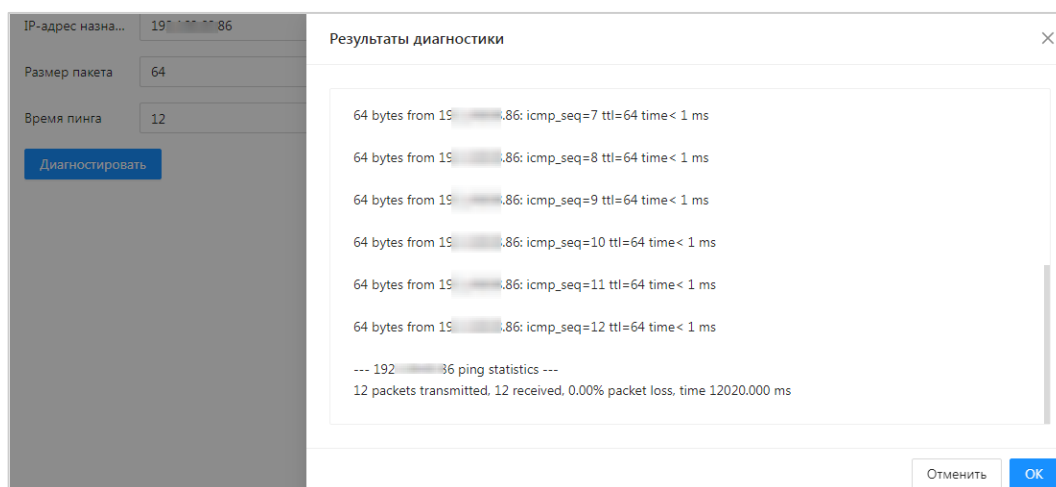 IP-адрес назна...
19 86
Размер пакета
64
Время пинга
12
Диагностировать
Результаты диагностики
64 bytes from 19 .86: icmp_seq=7 ttl=64 time< 1 ms
64 bytes from 19 .86: icmp_seq=8 ttl=64 time< 1 ms
64 bytes from 19 .86: icmp_seq=9 ttl=64 time< 1 ms
64 bytes from 19 .86: icmp_seq=10 ttl=64 time< 1 ms
64 bytes from 19 .86: icmp_seq=11 ttl=64 time< 1 ms
64 bytes from 19 .86: icmp_seq=12 ttl=64 time< 1 ms
--- 192 86 ping statistics ---
12 packets transmitted, 12 received, 0.00% packet loss, time 12020.000 ms
Отменить
OK